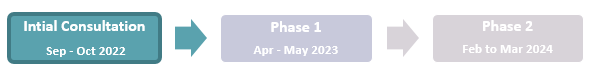 Intial Consultation
Sep - Oct 2022
Phase 1
Apr - May 2023
Phase 2
Feb to Mar 2024